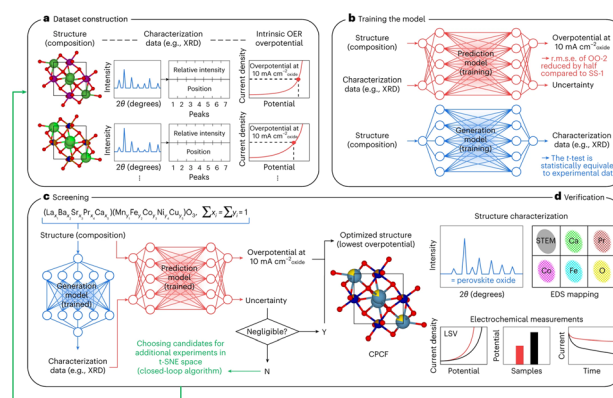 a Dataset construction
Structure
(composition)
Characterization
data (e.g., XRD)
Intrinsic OER
overpotential
Intensity
2θ (degrees)
Relative intensity
Position
1 2 3 4 5 6 7
Peaks
Current density
Overpotential at
10 mA cm⁻²oxide
Potential
Intensity
2θ (degrees)
Relative intensity
Position
1 2 3 4 5 6 7
Peaks
Current density
Overpotential at
10 mA cm⁻²oxide
Potential
b Training the model
Structure
(composition)
Characterization
data (e.g., XRD)
Prediction
model
(training)
Overpotential at
10 mA cm⁻²oxide
→ r.m.s.e. of OO-2
reduced by half
compared to SS-1
Uncertainty
Structure
(composition)
Generation
model
(training)
Characterization
data (e.g., XRD)
→ The t-test is
statistically equivale
to experimental dat
c Screening
Structure (composition)
Generation
model
(trained)
Characterization
data (e.g., XRD)
Prediction
model
(trained)
Overpotential at
10 mA cm⁻²oxide
Uncertainty
Negligible?
Y
N
Choosing candidates for
additional experiments in
t-SNE space
(closed-loop algorithm)
Optimized structure
(lowest overpotential)
CPCF
d Verification
Structure characterization
Intensity
= perovskite oxide
2θ (degrees)
STEM Ca Pr
Co Fe O
EDS mapping
Electrochemical measurements
Current density
LSV
Potential
Potential
Samples
Current
Time